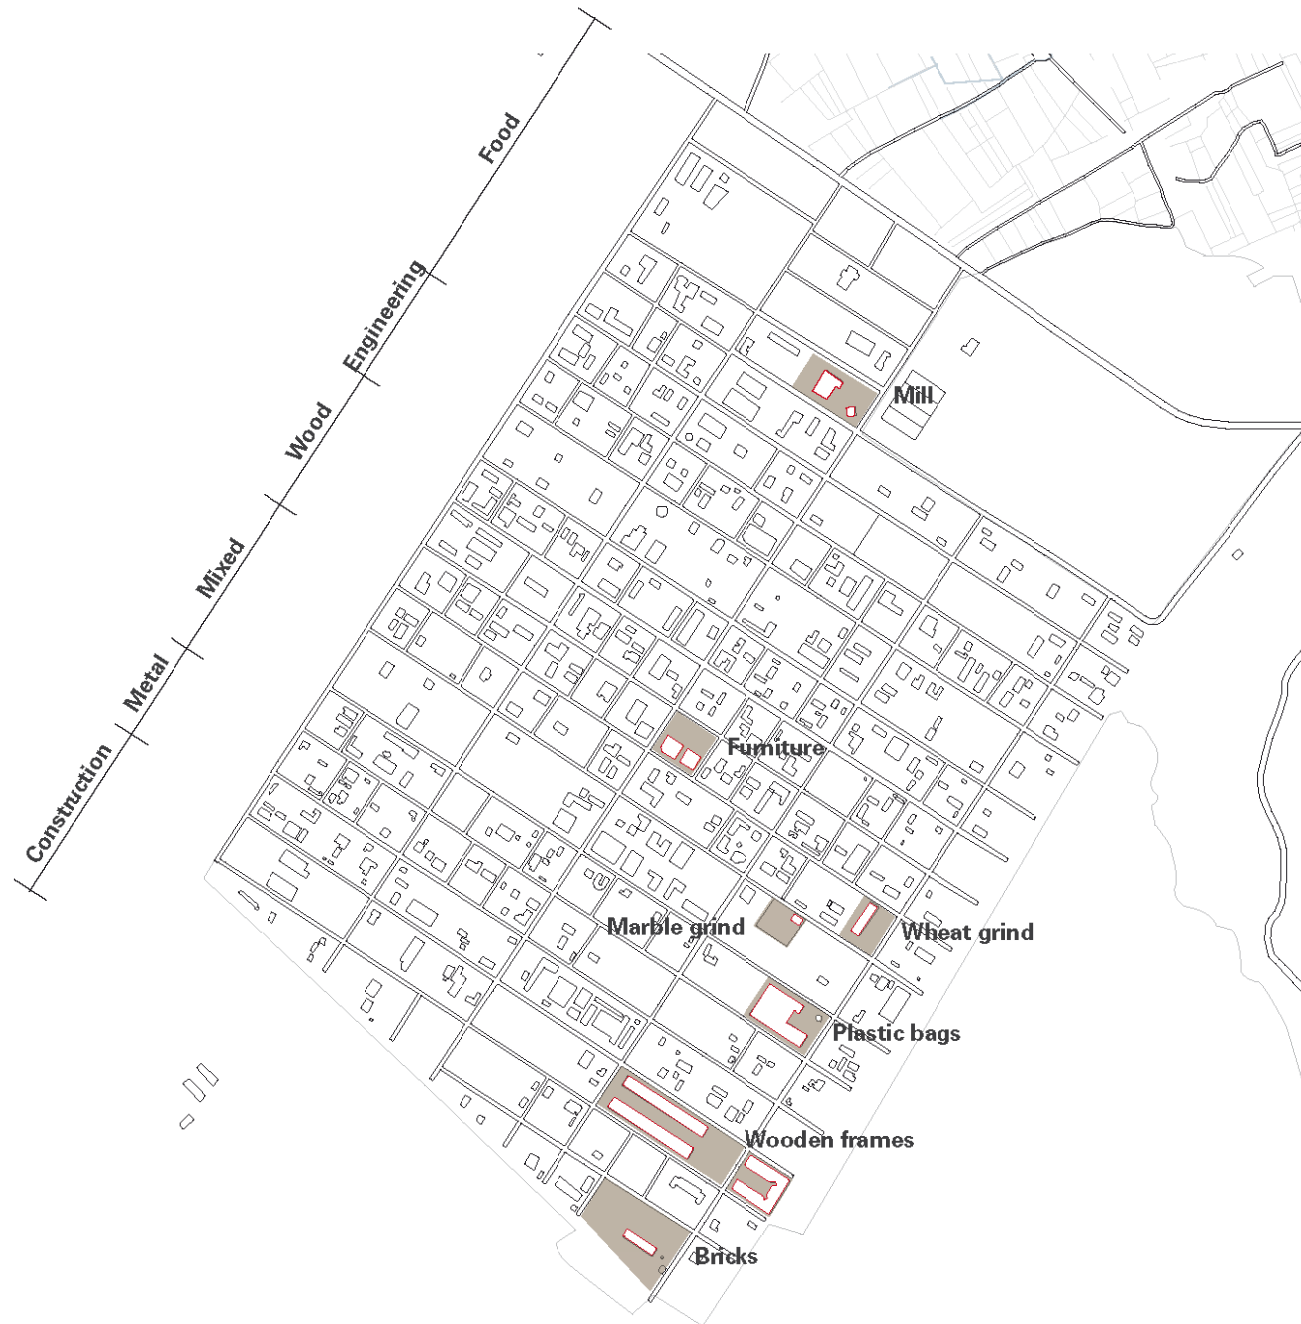 Food
Engineering
Wood
Mixed
Metal
Construction
Mill
Furniture
Marble grind
Wheat grind
Plastic bags
Wooden frames
Bricks